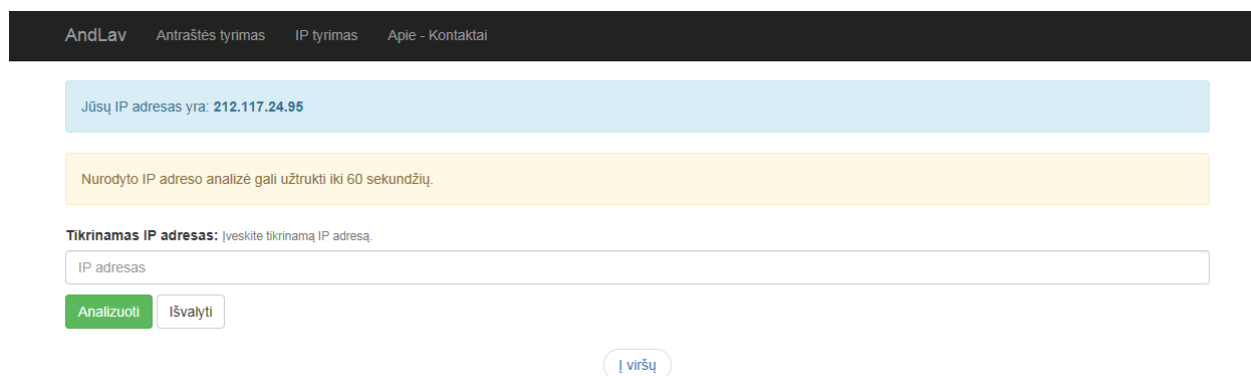 AndLav Antraštės tyrimas IP tyrimas Apie - Kontaktai
Jūsų IP adresas yra: 212.117.24.95
Nurodyto IP adreso analizė gali užtrukti iki 60 sekundžių.
Tikrinamas IP adresas: Įveskite tikrinamą IP adresą.
IP adresas
Analizuoti Išvalyti
Į viršų